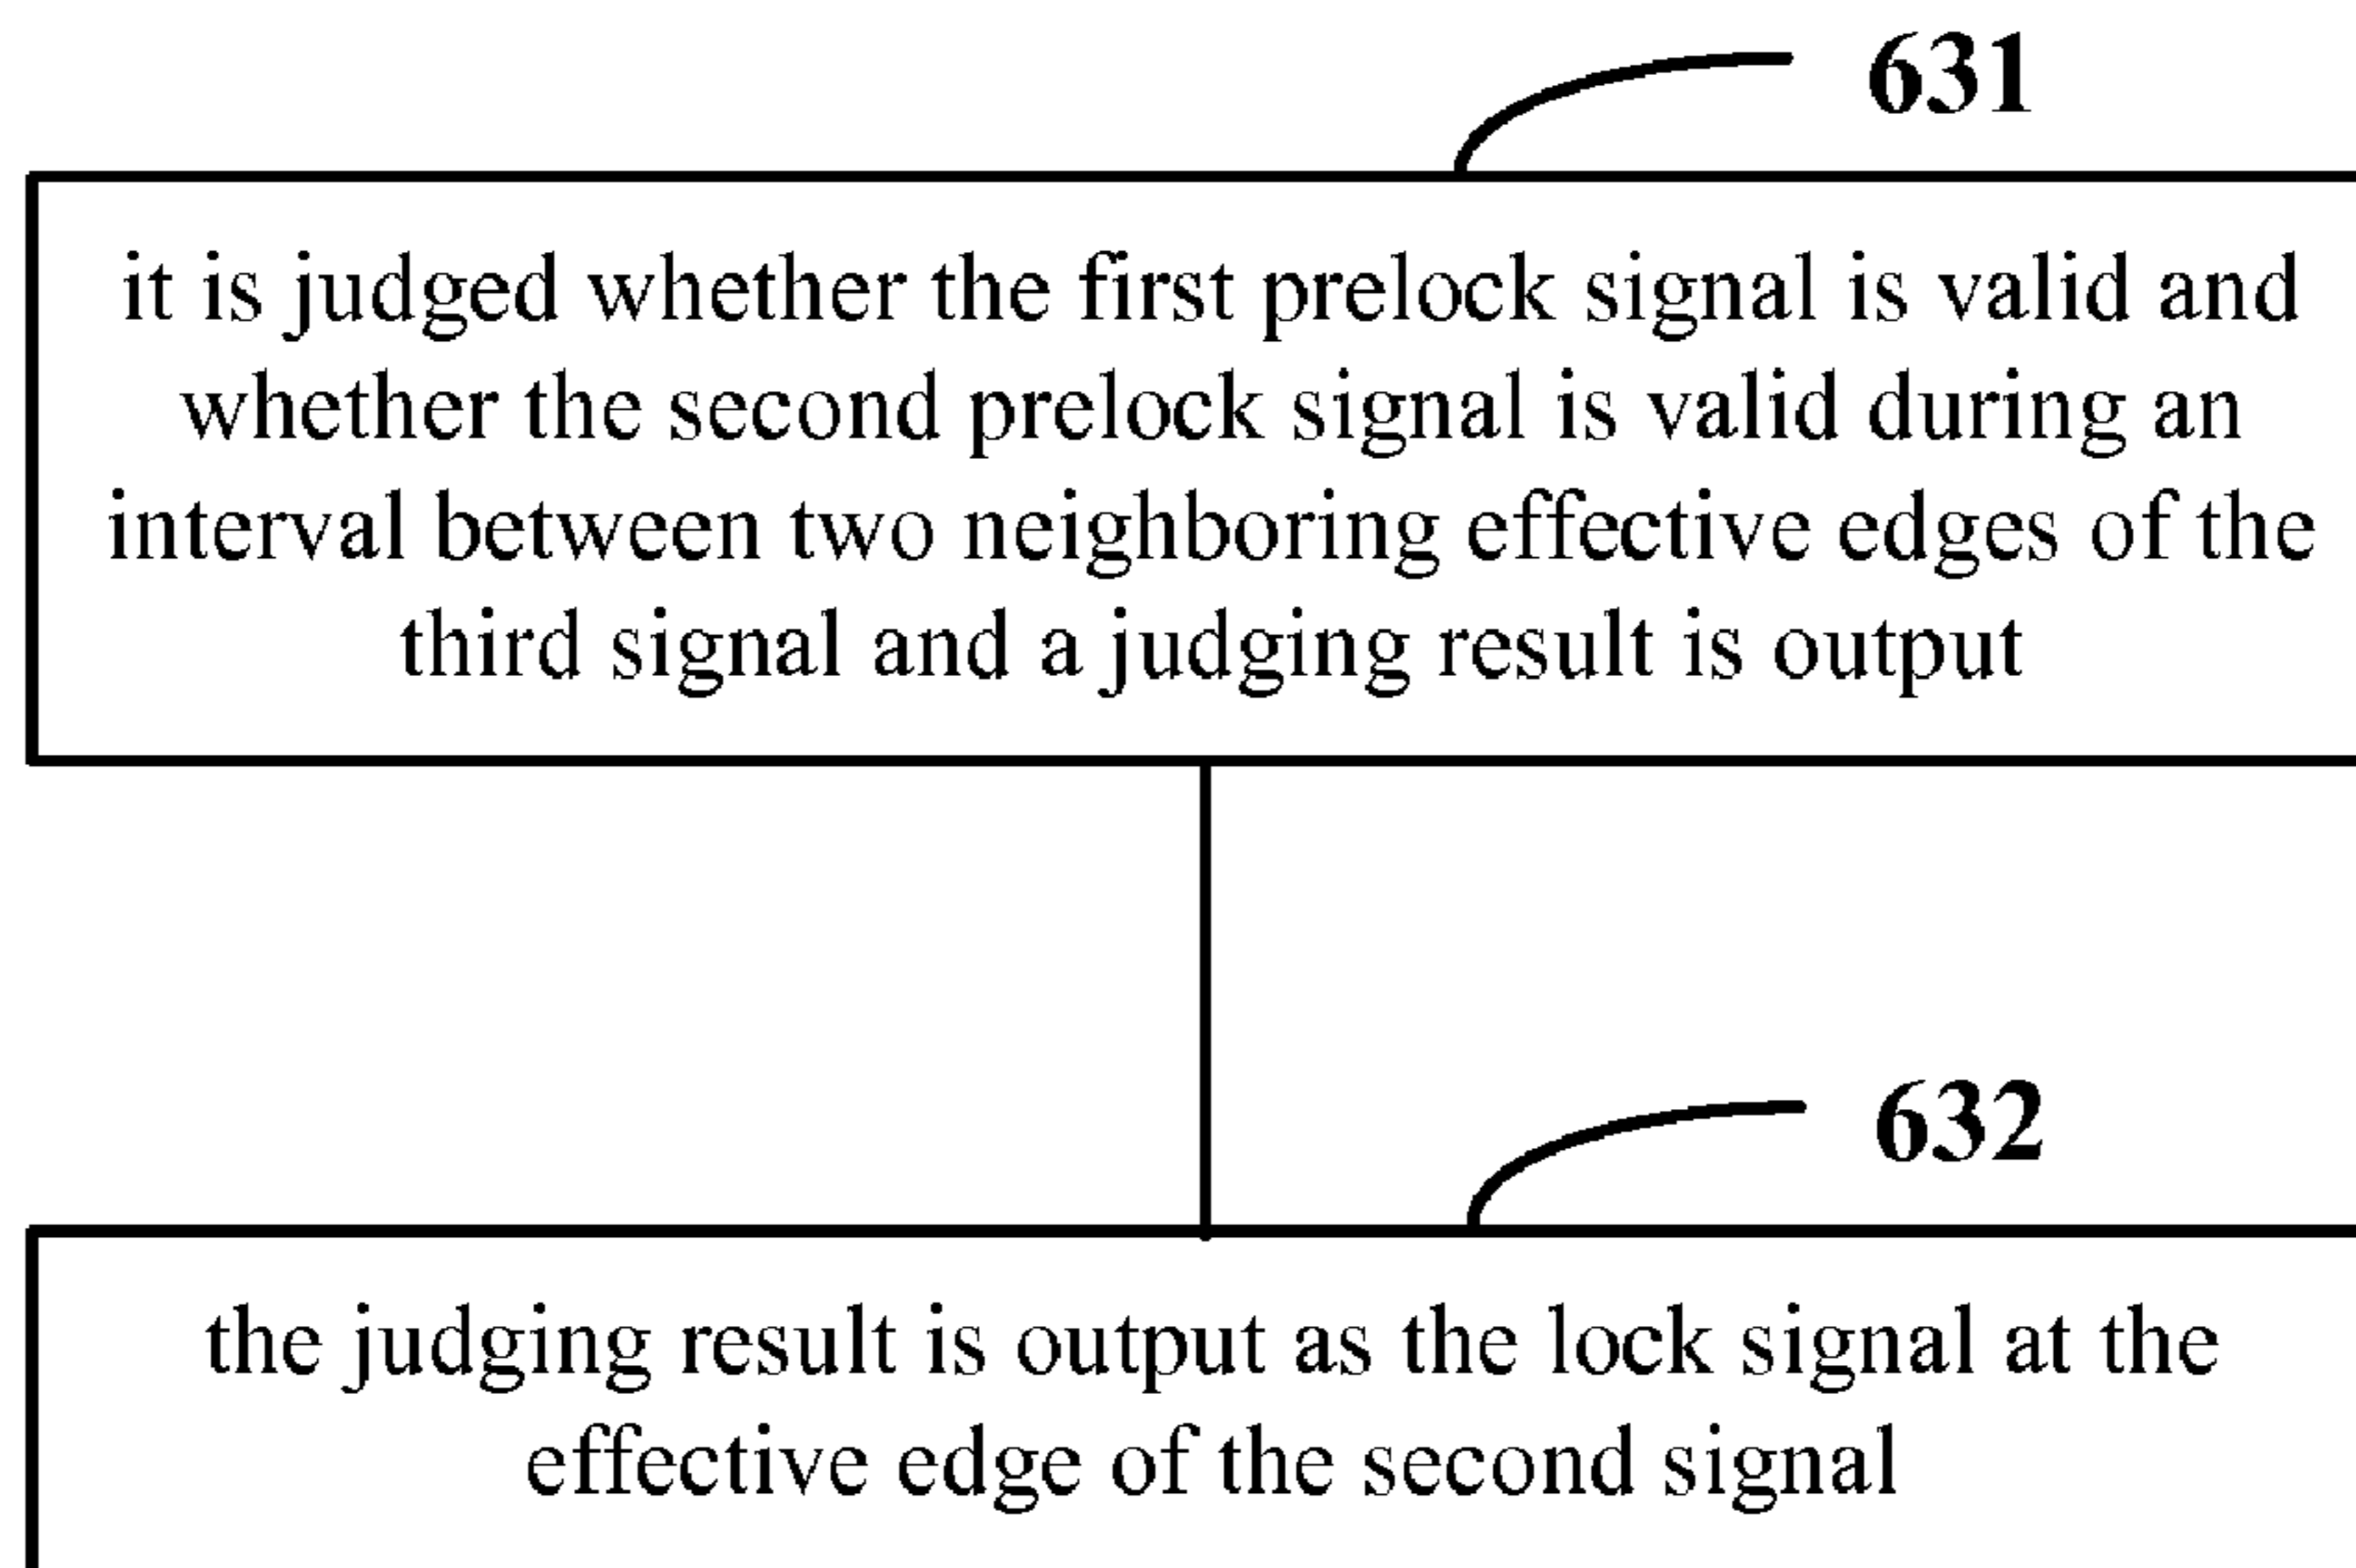 631
it is judged whether the first prelock signal is valid and
whether the second prelock signal is valid during an
interval between two neighboring effective edges of the
third signal and a judging result is output
632
the judging result is output as the lock signal at the
effective edge of the second signal